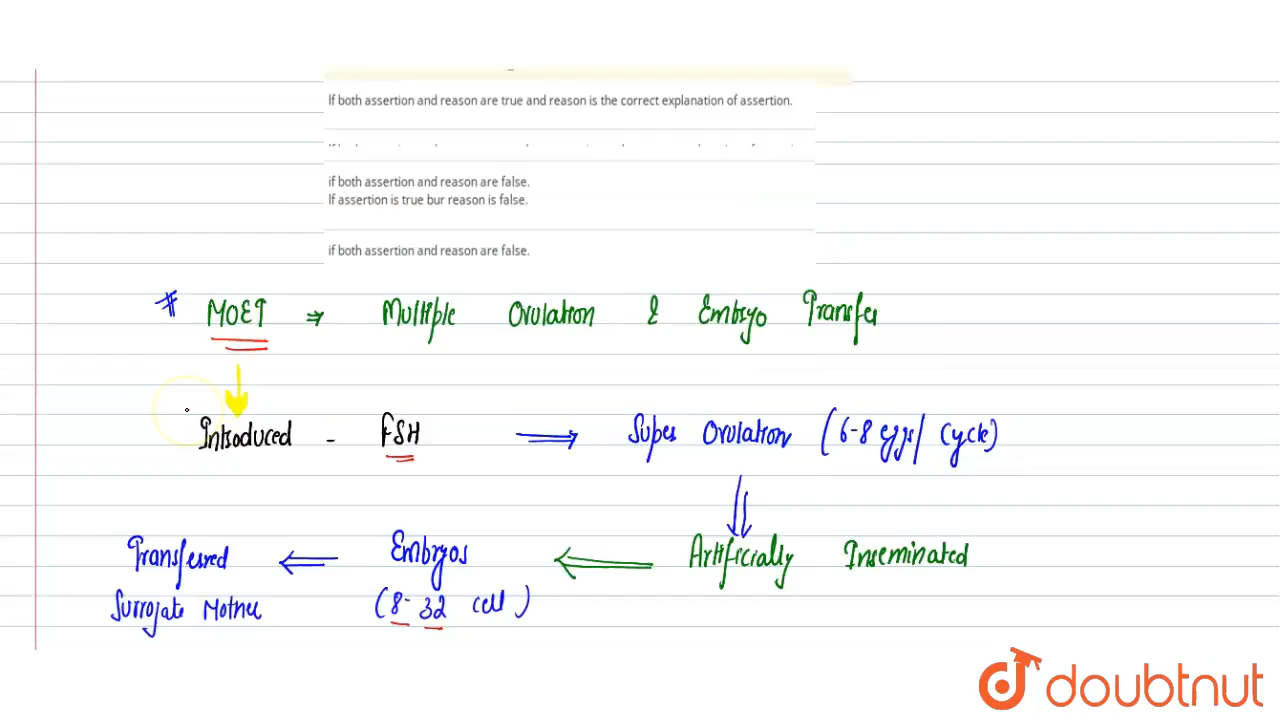 If both assertion and reason are true and reason is the correct explanation of assertion.
if both assertion and reason are false.
If assertion is true bur reason is false.
if both assertion and reason are false.
# MOET ⇒ Multiple Ovulation & Embryo Transfer
Introduced - FSH ⇒ Super Ovulation (6-8 eggs/ cycle)
Transferred ⇐ Embryos ⇐ Artificially Inseminated
Surrogate Mother (8-32 cell)
doubtnut